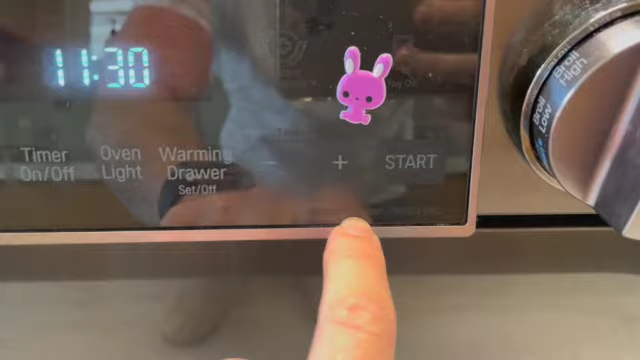 11:30
Timer
On/Off
Oven
Light
Warming
Drawer
Set/Off
-
+
START
Broil
High
Broil
Low